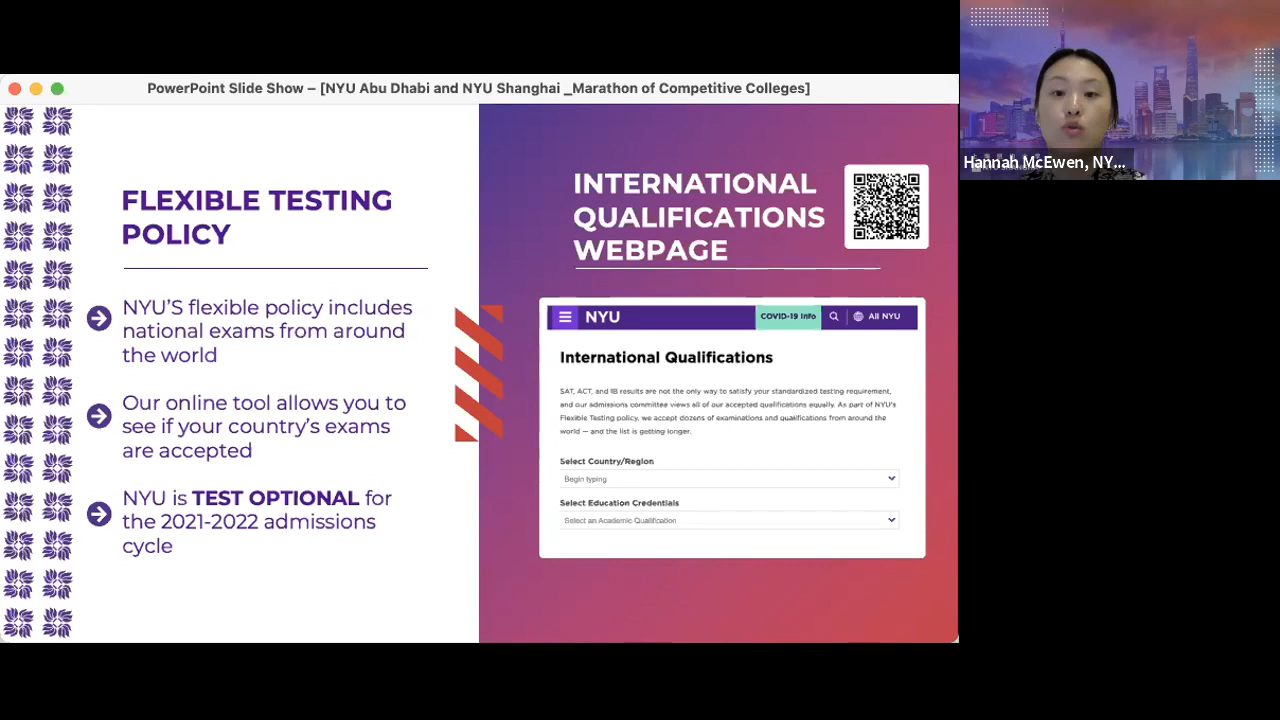 PowerPoint Slide Show – [NYU Abu Dhabi and NYU Shanghai _Marathon of Competitive Colleges]
FLEXIBLE TESTING
POLICY
NYU'S flexible policy includes
national exams from around
the world
Our online tool allows you to
see if your country's exams
are accepted
NYU is TEST OPTIONAL for
the 2021-2022 admissions
cycle
INTERNATIONAL
QUALIFICATIONS
WEBPAGE
NYU
COVID-19 Info
All NYU
International Qualifications
SAT, ACT, and IB results are not the only way to satisfy your standardized testing requirement,
and our admissions committee views all of our accepted qualifications equally. As part of NYU's
Flexible Testing policy, we accept dozens of examinations and qualifications from around the
world — and the list is getting longer.
Select Country/Region
Begin typing
Select Education Credentials
Select an Academic Qualification
Hannah McEwen, NY...